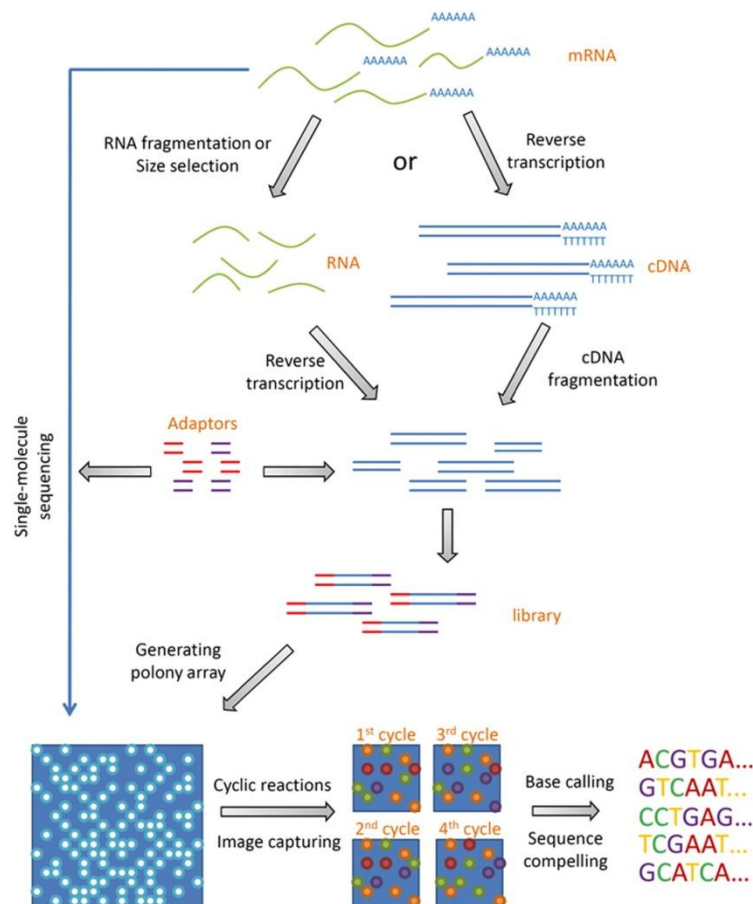 AAAAAA
AAAAAA
AAAAAA
mRNA
AAAAAA
RNA fragmentation or
Size selection
or
Reverse
transcription
AAAAAA
TTTTTTT
RNA
AAAAAA
TTTTTTT
cDNA
AAAAAA
TTTTTTT
Reverse
transcription
cDNA
fragmentation
Adaptors
Single-molecule
sequencing
library
Generating
polony array
1st cycle
3rd cycle
2nd cycle
4th cycle
Cyclic reactions
Image capturing
Base calling
Sequence
compelling
ACGTGA...
GTCAAT...
CCTGAG...
TCGAAT...
GCATCA...